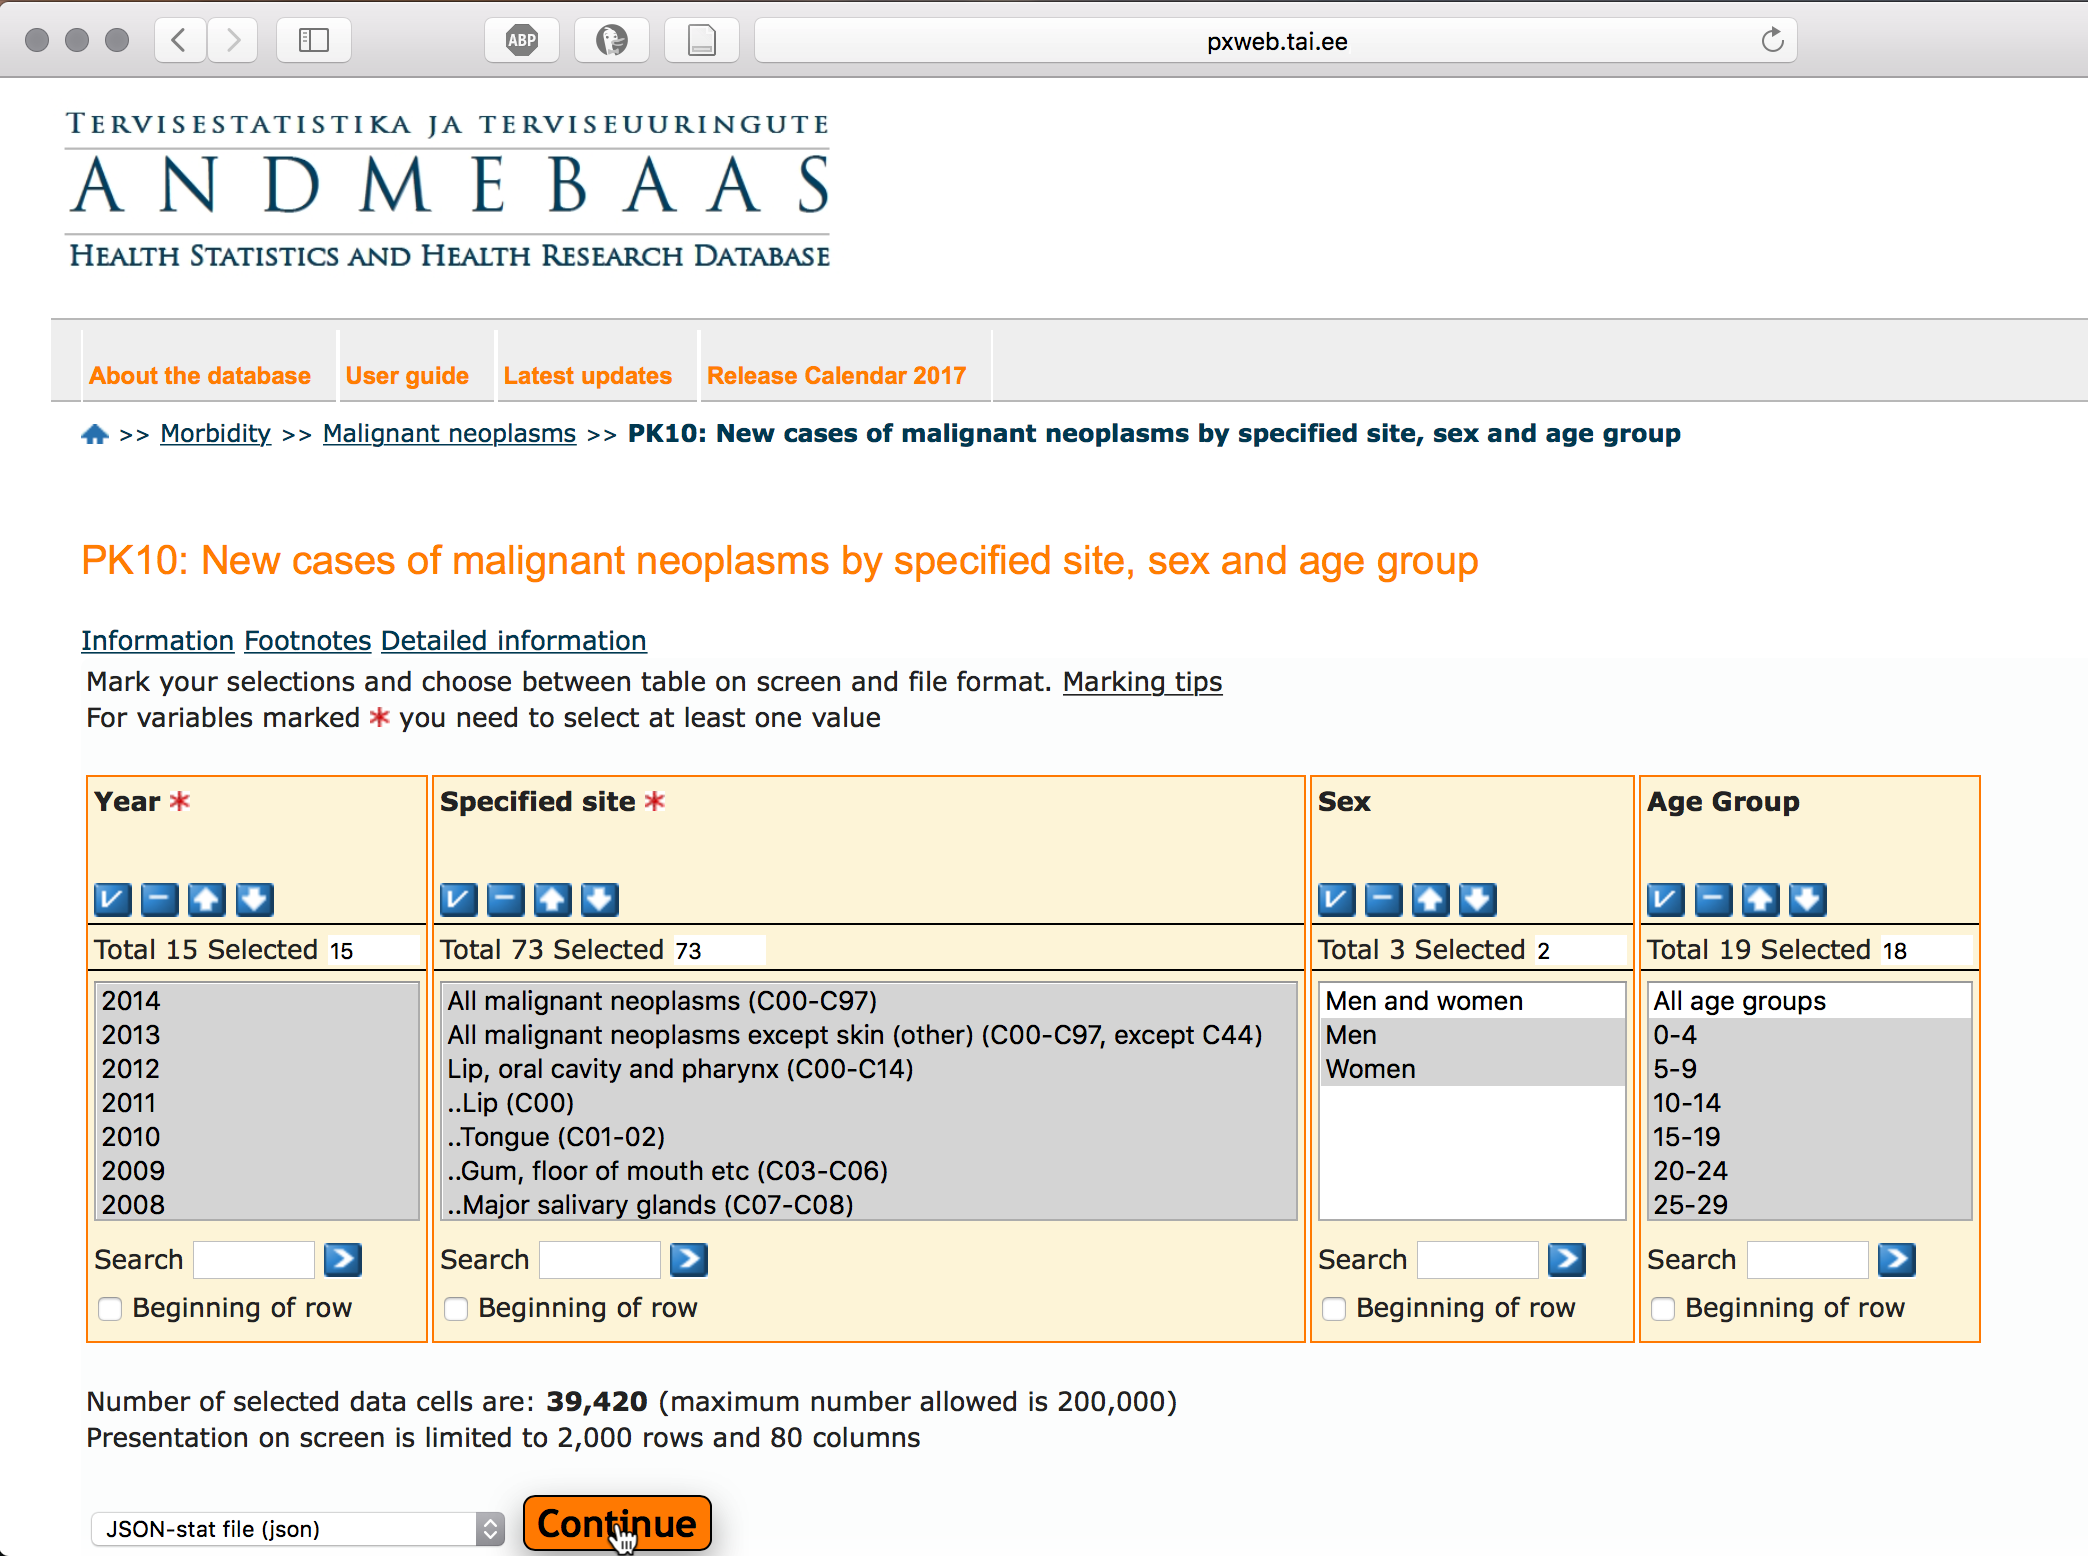 ABP
pxweb.tai.ee
TERVISESTATISTIKA JA TERVISEUURINGUTE
ANDMEBAAS
HEALTH STATISTICS AND HEALTH RESEARCH DATABASE
About the database User guide Latest updates Release Calendar 2017
>> Morbidity >> Malignant neoplasms >> PK10: New cases of malignant neoplasms by specified site, sex and age group
PK10: New cases of malignant neoplasms by specified site, sex and age group
Information Footnotes Detailed information
Mark your selections and choose between table on screen and file format. Marking tips
For variables marked * you need to select at least one value
Year *
Total 15 Selected 15
2014
2013
2012
2011
2010
2009
2008
Search
Beginning of row
Specified site *
Total 73 Selected 73
All malignant neoplasms (C00-C97)
All malignant neoplasms except skin (other) (C00-C97, except C44)
Lip, oral cavity and pharynx (C00-C14)
..Lip (C00)
..Tongue (C01-02)
..Gum, floor of mouth etc (C03-C06)
..Major salivary glands (C07-C08)
Search
Beginning of row
Sex
Total 3 Selected 2
Men and women
Men
Women
Search
Beginning of row
Age Group
Total 19 Selected 18
All age groups
0-4
5-9
10-14
15-19
20-24
25-29
Search
Beginning of row
Number of selected data cells are: 39,420 (maximum number allowed is 200,000)
Presentation on screen is limited to 2,000 rows and 80 columns
JSON-stat file (json)
Continue